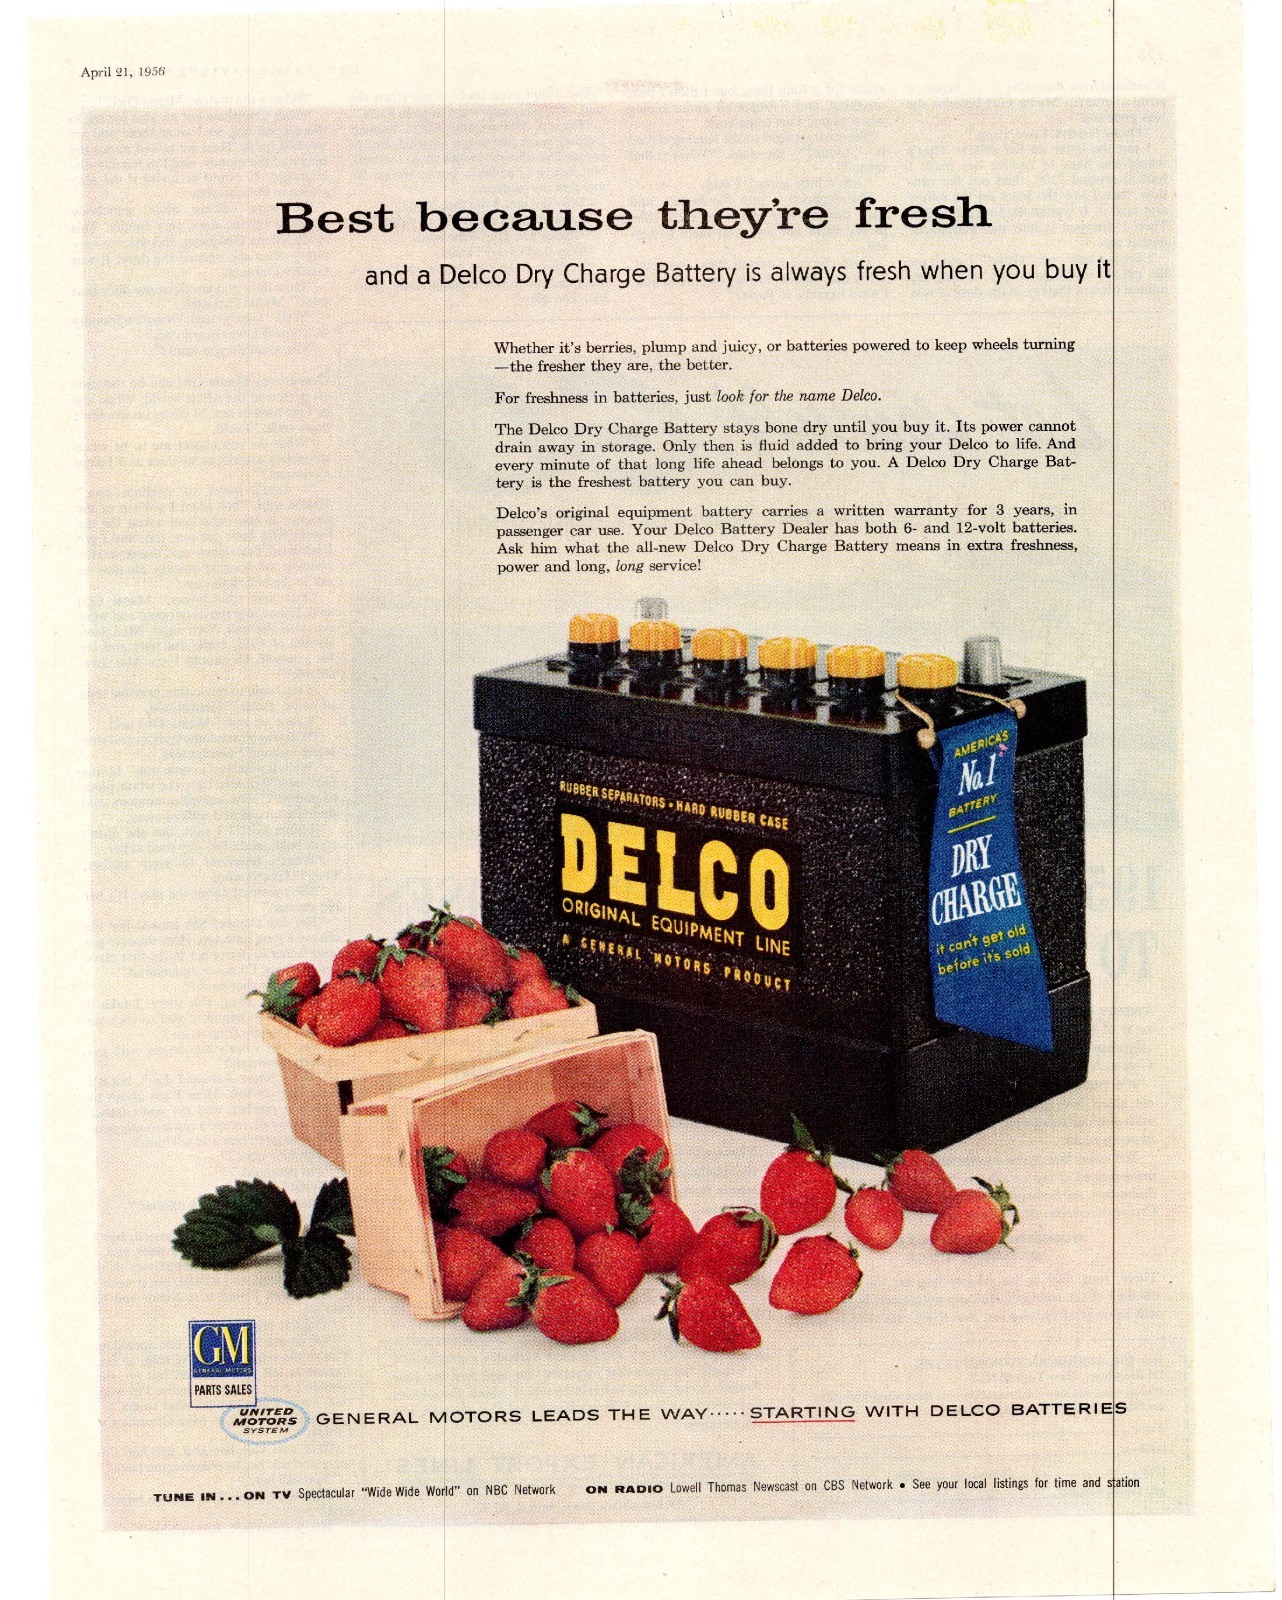 April 21, 1956
Best because they're fresh
and a Delco Dry Charge Battery is always fresh when you buy it
Whether it's berries, plump and juicy, or batteries powered to keep wheels turning
—the fresher they are, the better.
For freshness in batteries, just look for the name Delco.
The Delco Dry Charge Battery stays bone dry until you buy it. Its power cannot
drain away in storage. Only then is fluid added to bring your Delco to life. And
every minute of that long life ahead belongs to you. A Delco Dry Charge Bat-
tery is the freshest battery you can buy.
Delco's original equipment battery carries a written warranty for 3 years, in
passenger car use. Your Delco Battery Dealer has both 6- and 12-volt batteries.
Ask him what the all-new Delco Dry Charge Battery means in extra freshness,
power and long, long service!
AMERICA'S
No. 1
BATTERY
DRY
CHARGE
it can't get old
before it's sold
RUBBER SEPARATORS • HARD RUBBER CASE
DELCO
ORIGINAL EQUIPMENT LINE
A GENERAL MOTORS PRODUCT
GM
GENERAL MOTORS
PARTS SALES
UNITED
MOTORS
SYSTEM
GENERAL MOTORS LEADS THE WAY····· STARTING WITH DELCO BATTERIES
TUNE IN...ON TV Spectacular "Wide Wide World" on NBC Network ON RADIO Lowell Thomas Newscast on CBS Network • See your local listings for time and station